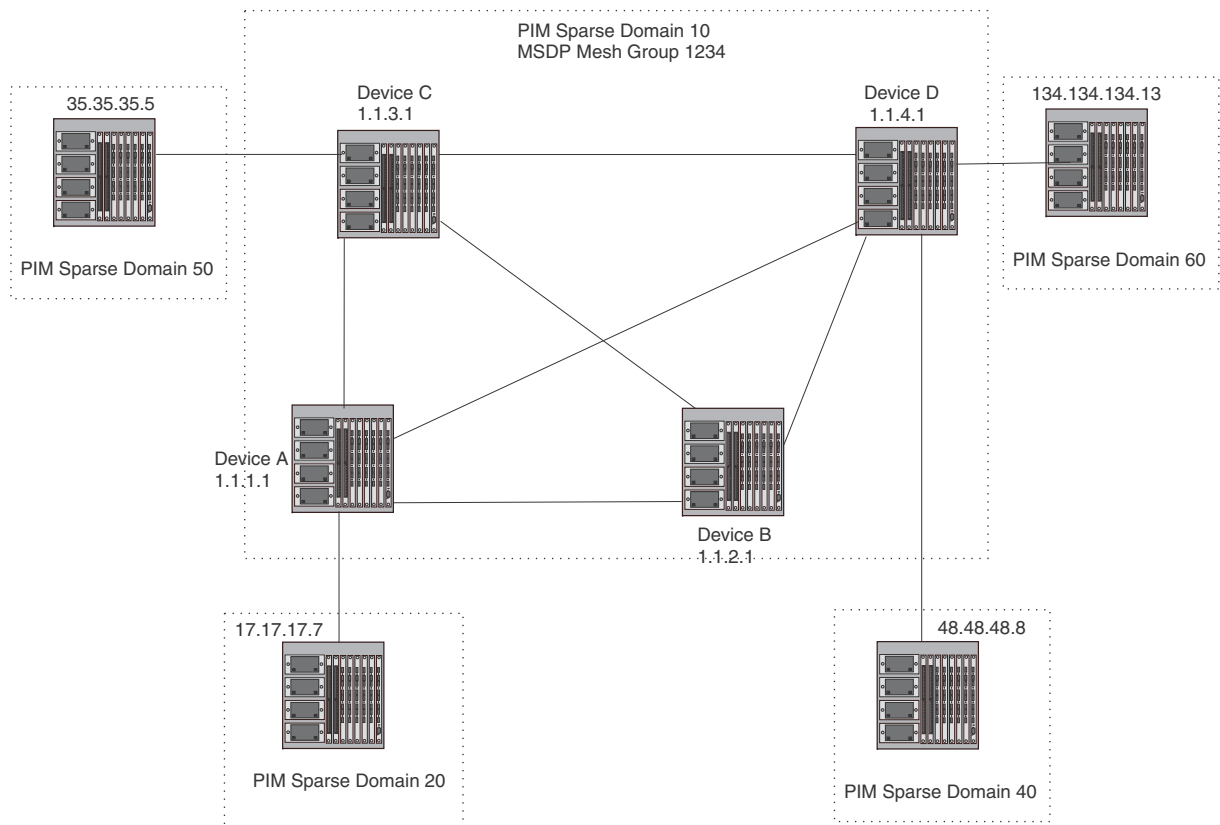 PIM Sparse Domain 10
MSDP Mesh Group 1234
Device C
1.1.3.1
Device D
1.1.4.1
35.35.35.5
134.134.134.13
PIM Sparse Domain 50
PIM Sparse Domain 60
Device A
1.1.1.1
Device B
1.1.2.1
17.17.17.7
48.48.48.8
PIM Sparse Domain 20
PIM Sparse Domain 40